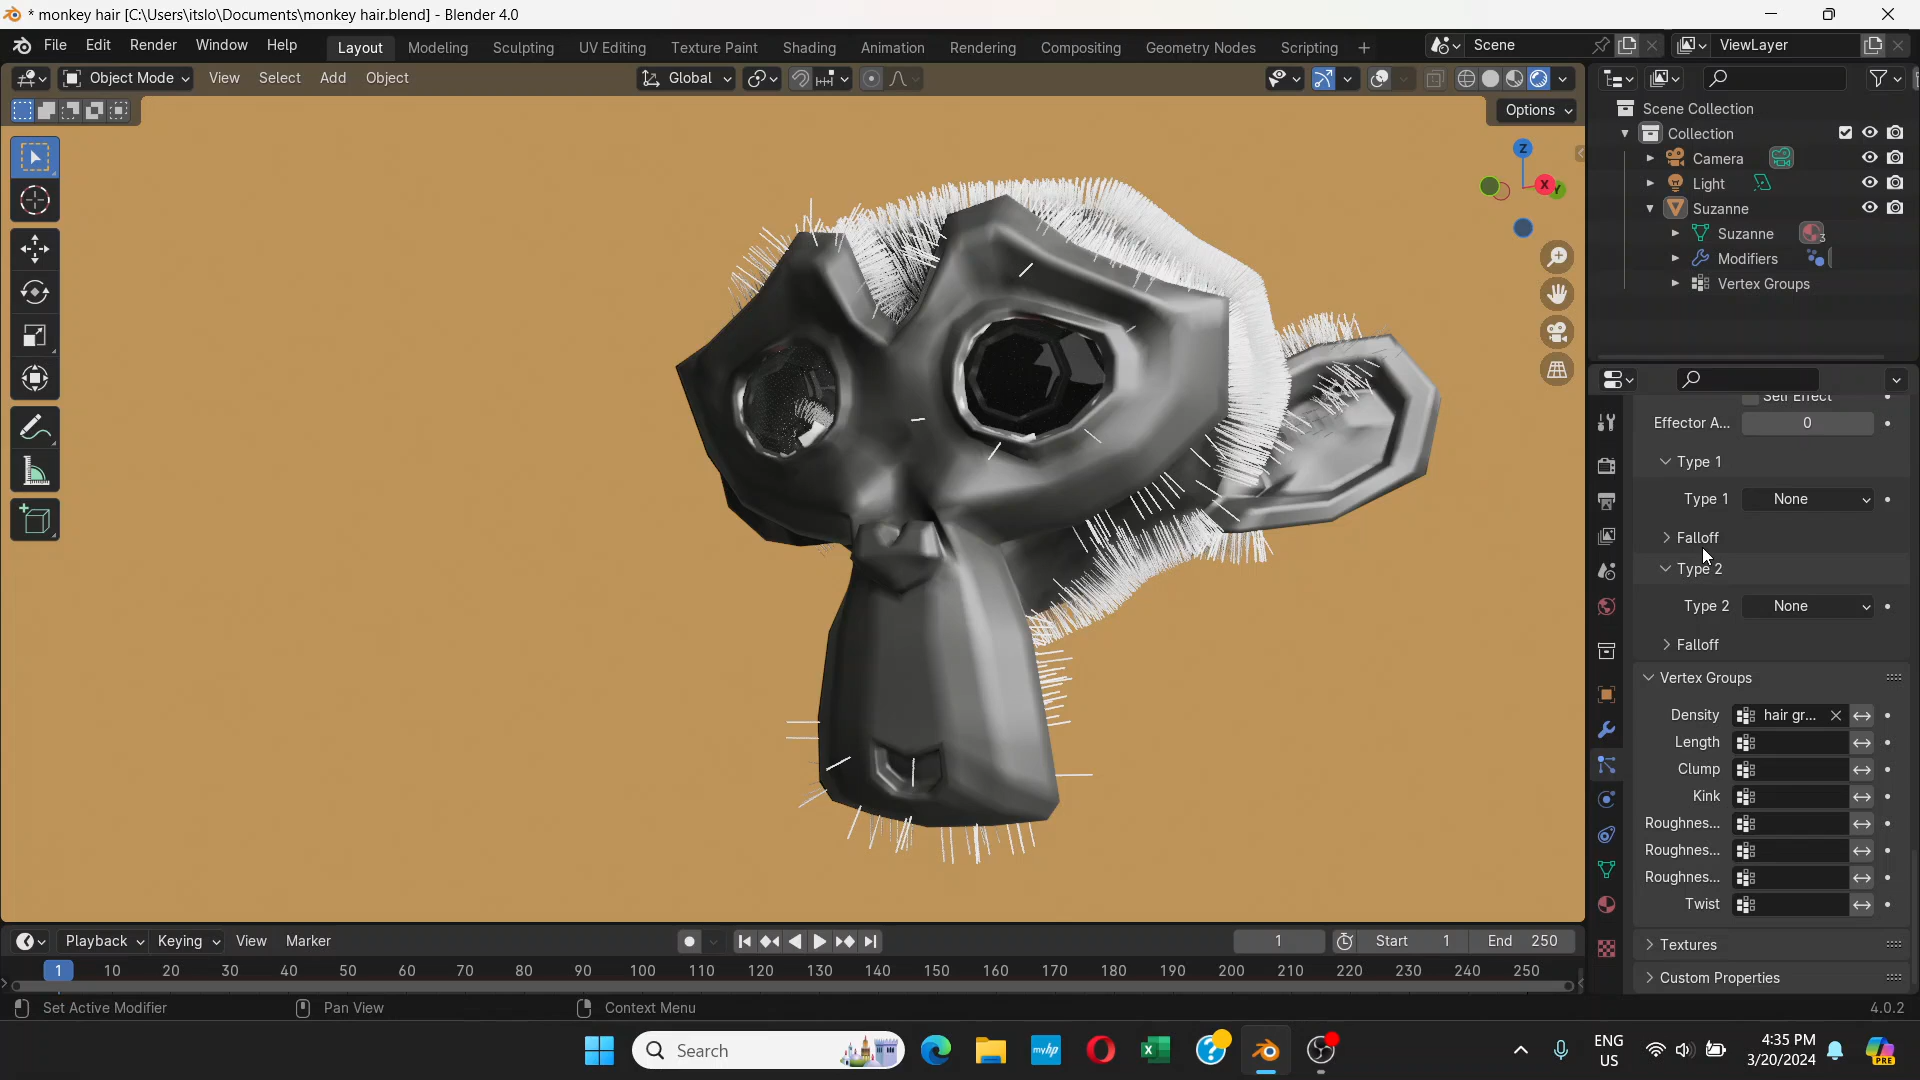 * monkey hair [C:\Users\itslo\Documents\monkey hair.blend] - Blender 4.0
File Edit Render Window Help Layout Modeling Sculpting UV Editing Texture Paint Shading Animation Rendering Compositing Geometry Nodes Scripting + Scene ViewLayer
Object Mode View Select Add Object Global
Options
Z
X
Y
Scene Collection
Collection
Camera
Light
Suzanne
Suzanne 3
Modifiers
Vertex Groups
Self Effect
Effector A... 0
Type 1
Type 1 None
Falloff
Type 2
Type 2 None
Falloff
Vertex Groups
Density hair gr...
Length
Clump
Kink
Roughnes...
Roughnes...
Roughnes...
Twist
Textures
Custom Properties
Playback Keying View Marker 1 Start 1 End 250
1 10 20 30 40 50 60 70 80 90 100 110 120 130 140 150 160 170 180 190 200 210 220 230 240 250
Set Active Modifier Pan View Context Menu 4.0.2
Search myhp ENG US 4:35 PM 3/20/2024 PRE